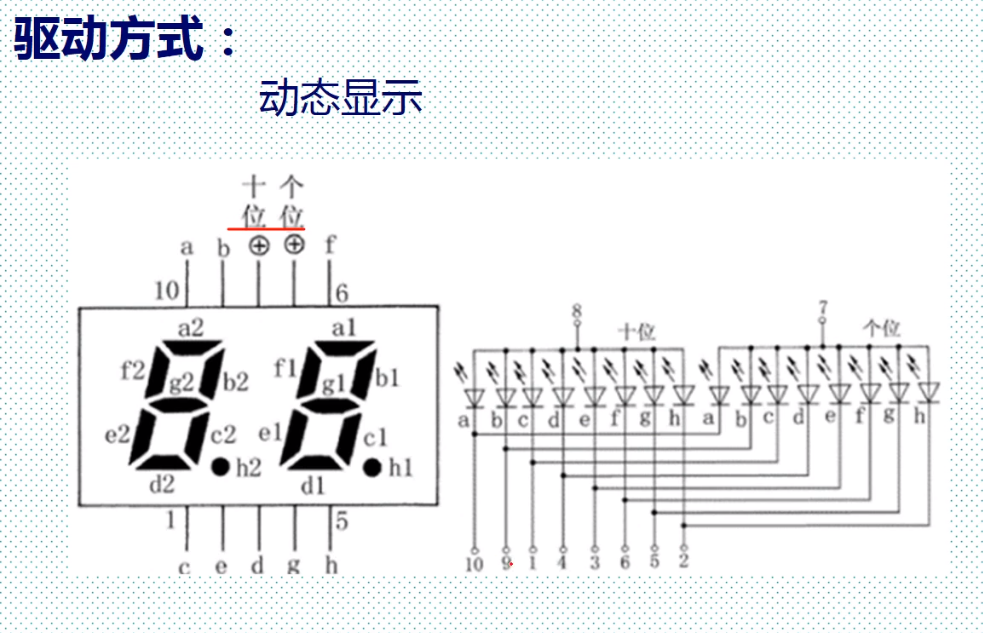 驱动方式：
动态显示
十 个
位 位
a b ⊕ ⊕ f
10 6
a2 a1
f2 g2 b2 f1 g1 b1
e2 c2 e1 c1
h2 h1
d2 d1
1 5
c e d g h
8 7
十位 个位
a b c d e f g h a b c d e f g h
10 9 1 4 3 6 5 2